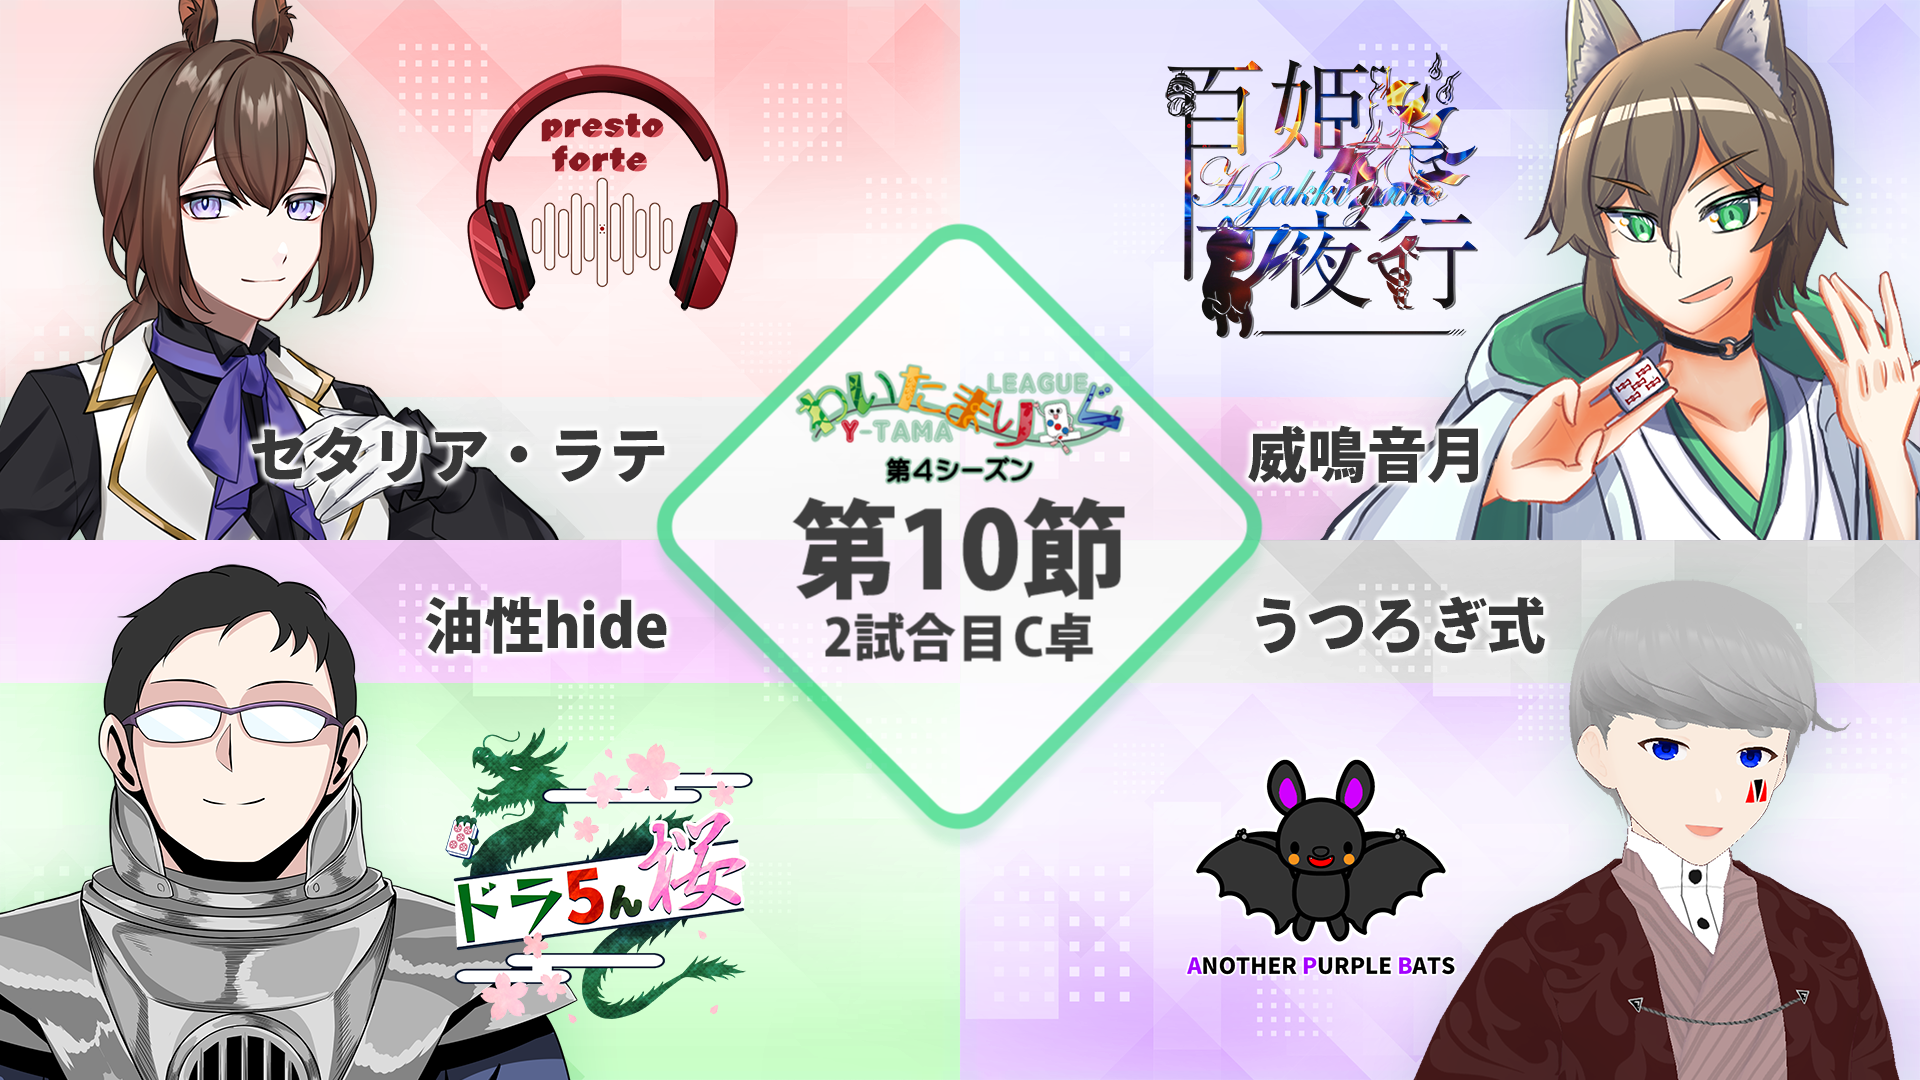 presto
forte
セタリア・ラテ
百姫
Hyakkiyako
夜行
威鳴音月
わいたまりーぐ
LEAGUE
Y-TAMA
第4シーズン
第10節
2試合目C卓
油性hide
ドラ5ん桜
うつろぎ式
ANOTHER PURPLE BATS